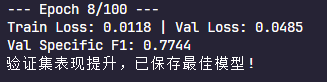 --- Epoch 8/100 ---
Train Loss: 0.0118 | Val Loss: 0.0485
Val Specific F1: 0.7744
验证集表现提升，已保存最佳模型！